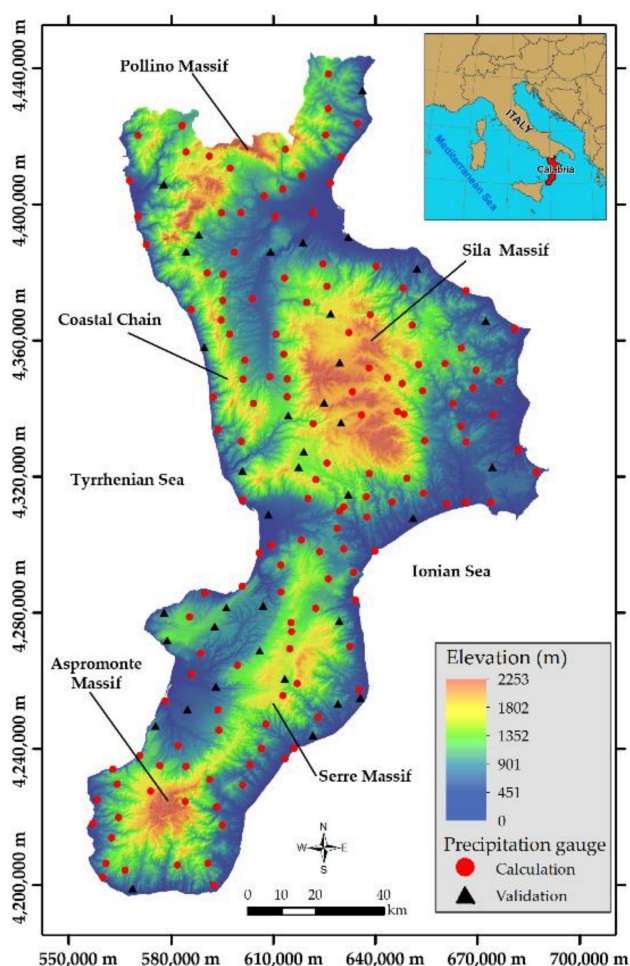 4,440,000 m
4,400,000 m
4,360,000 m
4,320,000 m
4,280,000 m
4,240,000 m
4,200,000 m
Pollino Massif
ITALY
Mediterranean Sea
Calabria
Sila Massif
Coastal Chain
Tyrrhenian Sea
Ionian Sea
Aspromonte
Massif
Serre Massif
Elevation (m)
2253
1802
1352
901
451
0
Precipitation gauge
Calculation
Validation
N
W E
S
0 10 20 40
km
550,000 m 580,000 m 610,000 m 640,000 m 670,000 m 700,000 m